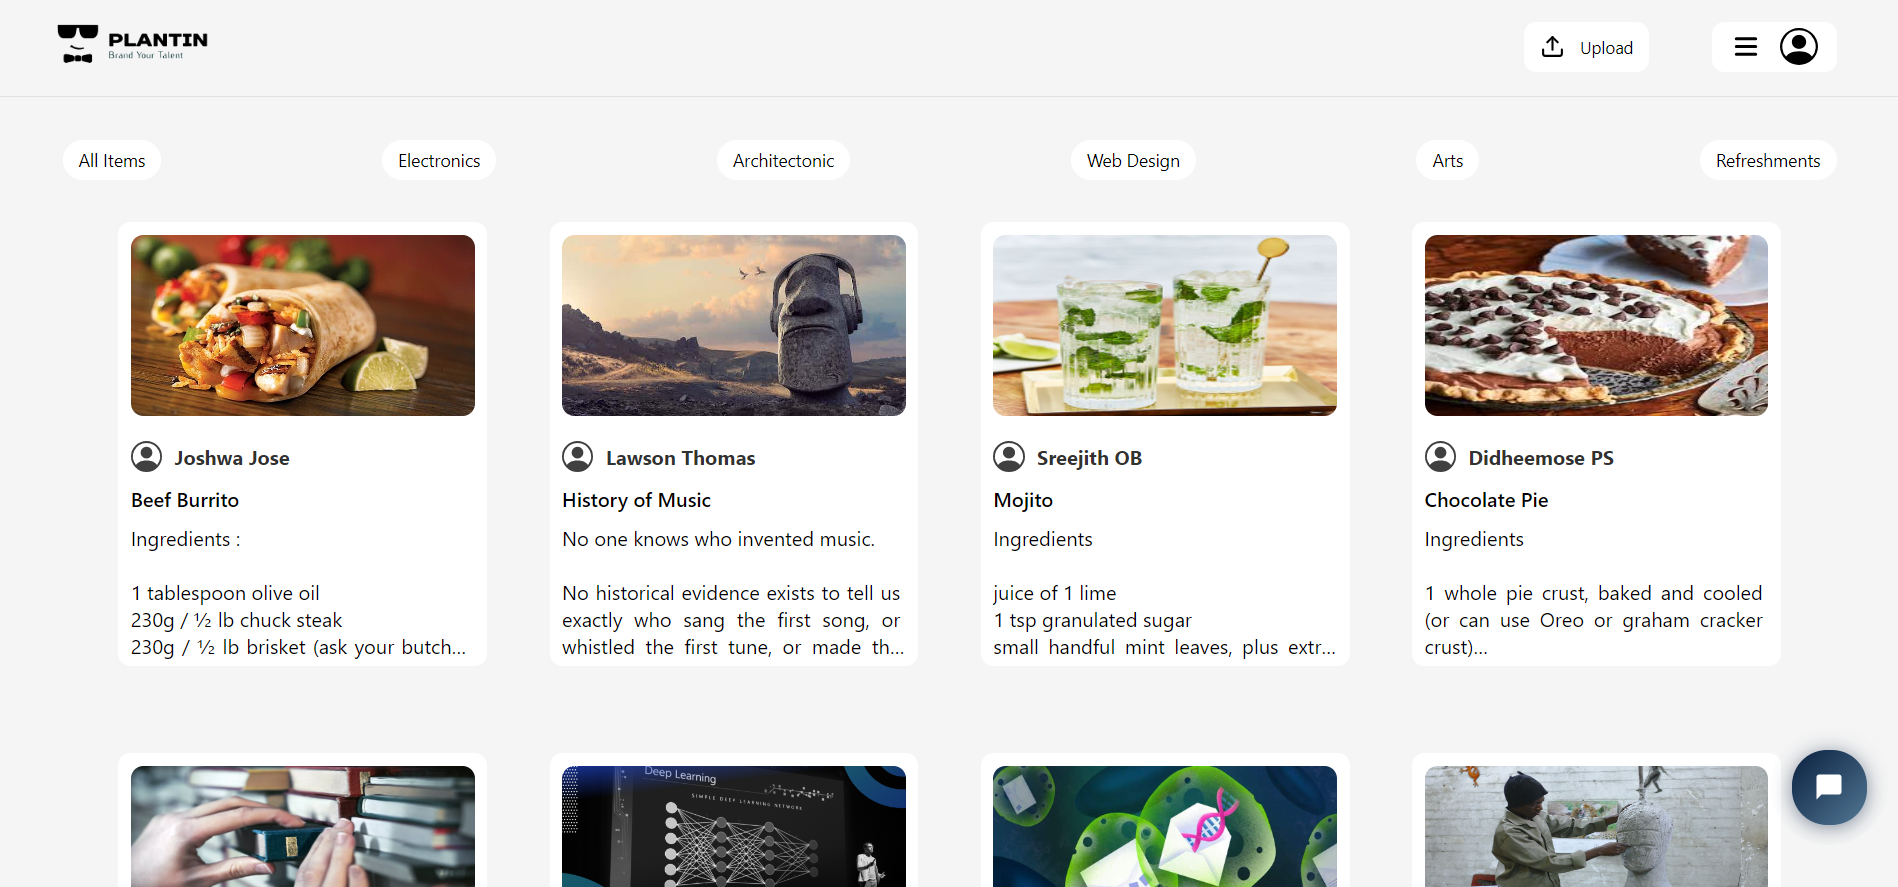 PLANTIN
Brand Your Talent
Upload
All Items
Electronics
Architectonic
Web Design
Arts
Refreshments
Joshwa Jose
Beef Burrito
Ingredients :
1 tablespoon olive oil
230g / ½ lb chuck steak
230g / ½ lb brisket (ask your butch...
Lawson Thomas
History of Music
No one knows who invented music.
No historical evidence exists to tell us
exactly who sang the first song, or
whistled the first tune, or made th...
Sreejith OB
Mojito
Ingredients
juice of 1 lime
1 tsp granulated sugar
small handful mint leaves, plus extr...
Didheemose PS
Chocolate Pie
Ingredients
1 whole pie crust, baked and cooled
(or can use Oreo or graham cracker
crust)...
Deep Learning
SIMPLE DEEP LEARNING NETWORK